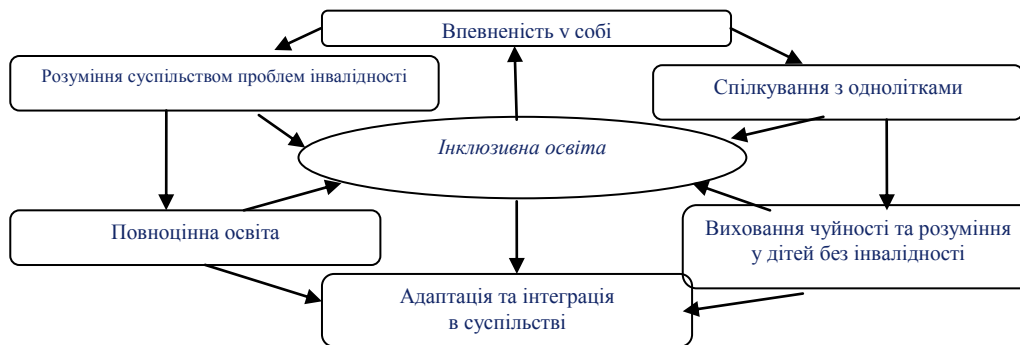 Впевненість у собі
Розуміння суспільством проблем інвалідності
Спілкування з однолітками
Інклюзивна освіта
Повноцінна освіта
Виховання чуйності та розуміння
у дітей без інвалідності
Адаптація та інтеграція
в суспільстві